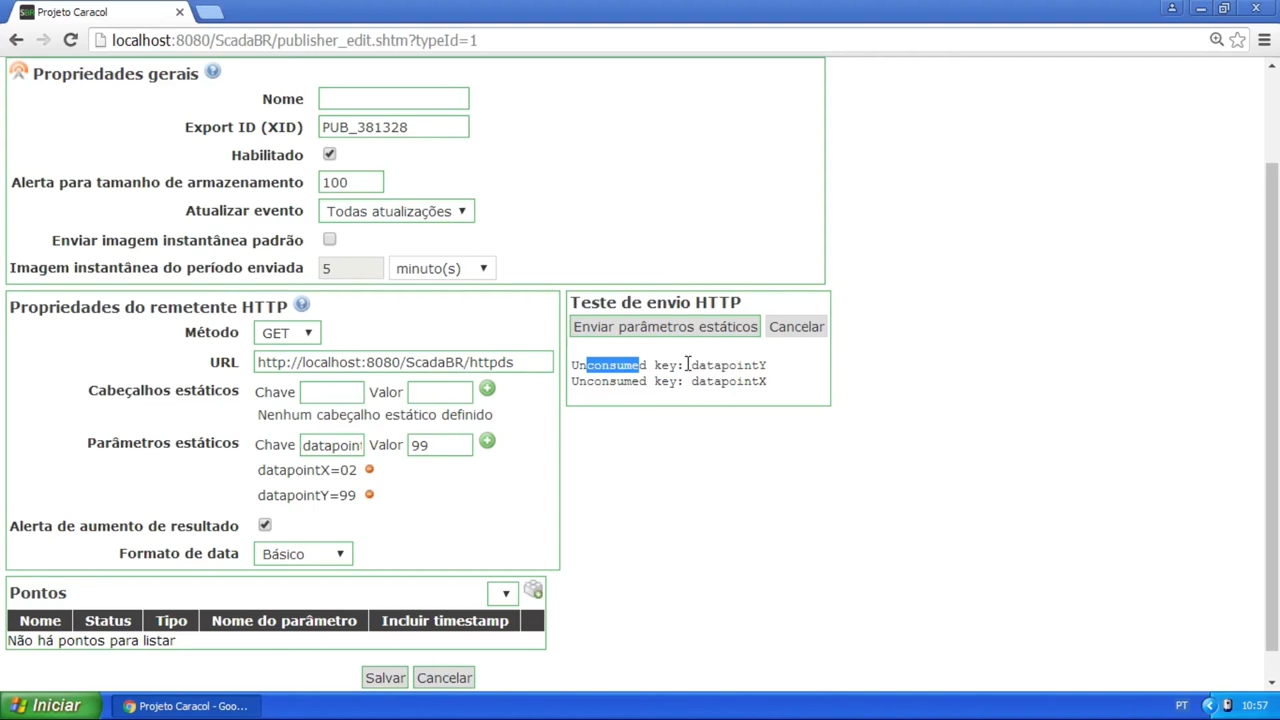 SBR Projeto Caracol
localhost:8080/ScadaBR/publisher_edit.shtm?typeId=1
Propriedades gerais
Nome
Export ID (XID) PUB_381328
Habilitado
Alerta para tamanho de armazenamento 100
Atualizar evento Todas atualizações
Enviar imagem instantânea padrão
Imagem instantânea do período enviada 5 minuto(s)
Propriedades do remetente HTTP
Método GET
URL http://localhost:8080/ScadaBR/httpds
Cabeçalhos estáticos Chave Valor
Nenhum cabeçalho estático definido
Parâmetros estáticos Chave datapoint Valor 99
datapointX=02
datapointY=99
Alerta de aumento de resultado
Formato de data Básico
Teste de envio HTTP
Enviar parâmetros estáticos Cancelar
Unconsumed key: datapointY
Unconsumed key: datapointX
Pontos
Nome Status Tipo Nome do parâmetro Incluir timestamp
Não há pontos para listar
Salvar Cancelar
Iniciar Projeto Caracol - Goo... PT 10:57